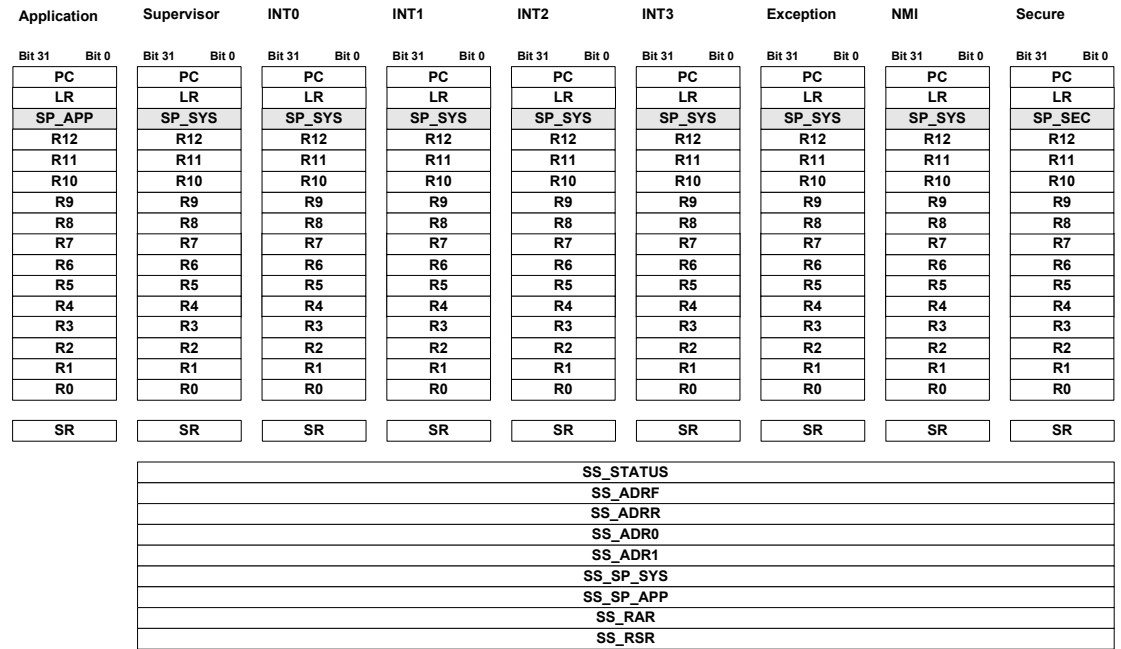 Application Supervisor INT0 INT1 INT2 INT3 Exception NMI Secure
Bit 31 Bit 0 Bit 31 Bit 0 Bit 31 Bit 0 Bit 31 Bit 0 Bit 31 Bit 0 Bit 31 Bit 0 Bit 31 Bit 0 Bit 31 Bit 0 Bit 31 Bit 0
PC PC PC PC PC PC PC PC PC
LR LR LR LR LR LR LR LR LR
SP_APP SP_SYS SP_SYS SP_SYS SP_SYS SP_SYS SP_SYS SP_SYS SP_SEC
R12 R12 R12 R12 R12 R12 R12 R12 R12
R11 R11 R11 R11 R11 R11 R11 R11 R11
R10 R10 R10 R10 R10 R10 R10 R10 R10
R9 R9 R9 R9 R9 R9 R9 R9 R9
R8 R8 R8 R8 R8 R8 R8 R8 R8
R7 R7 R7 R7 R7 R7 R7 R7 R7
R6 R6 R6 R6 R6 R6 R6 R6 R6
R5 R5 R5 R5 R5 R5 R5 R5 R5
R4 R4 R4 R4 R4 R4 R4 R4 R4
R3 R3 R3 R3 R3 R3 R3 R3 R3
R2 R2 R2 R2 R2 R2 R2 R2 R2
R1 R1 R1 R1 R1 R1 R1 R1 R1
R0 R0 R0 R0 R0 R0 R0 R0 R0
SR SR SR SR SR SR SR SR SR
SS_STATUS
SS_ADRF
SS_ADRR
SS_ADR0
SS_ADR1
SS_SP_SYS
SS_SP_APP
SS_RAR
SS_RSR